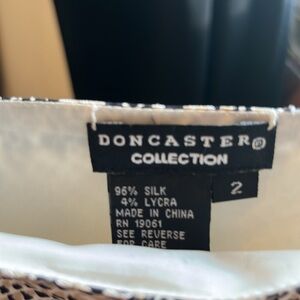 DONCASTER®
COLLECTION
2
96% SILK
4% LYCRA
MADE IN CHINA
RN 19061
SEE REVERSE
FOR CARE